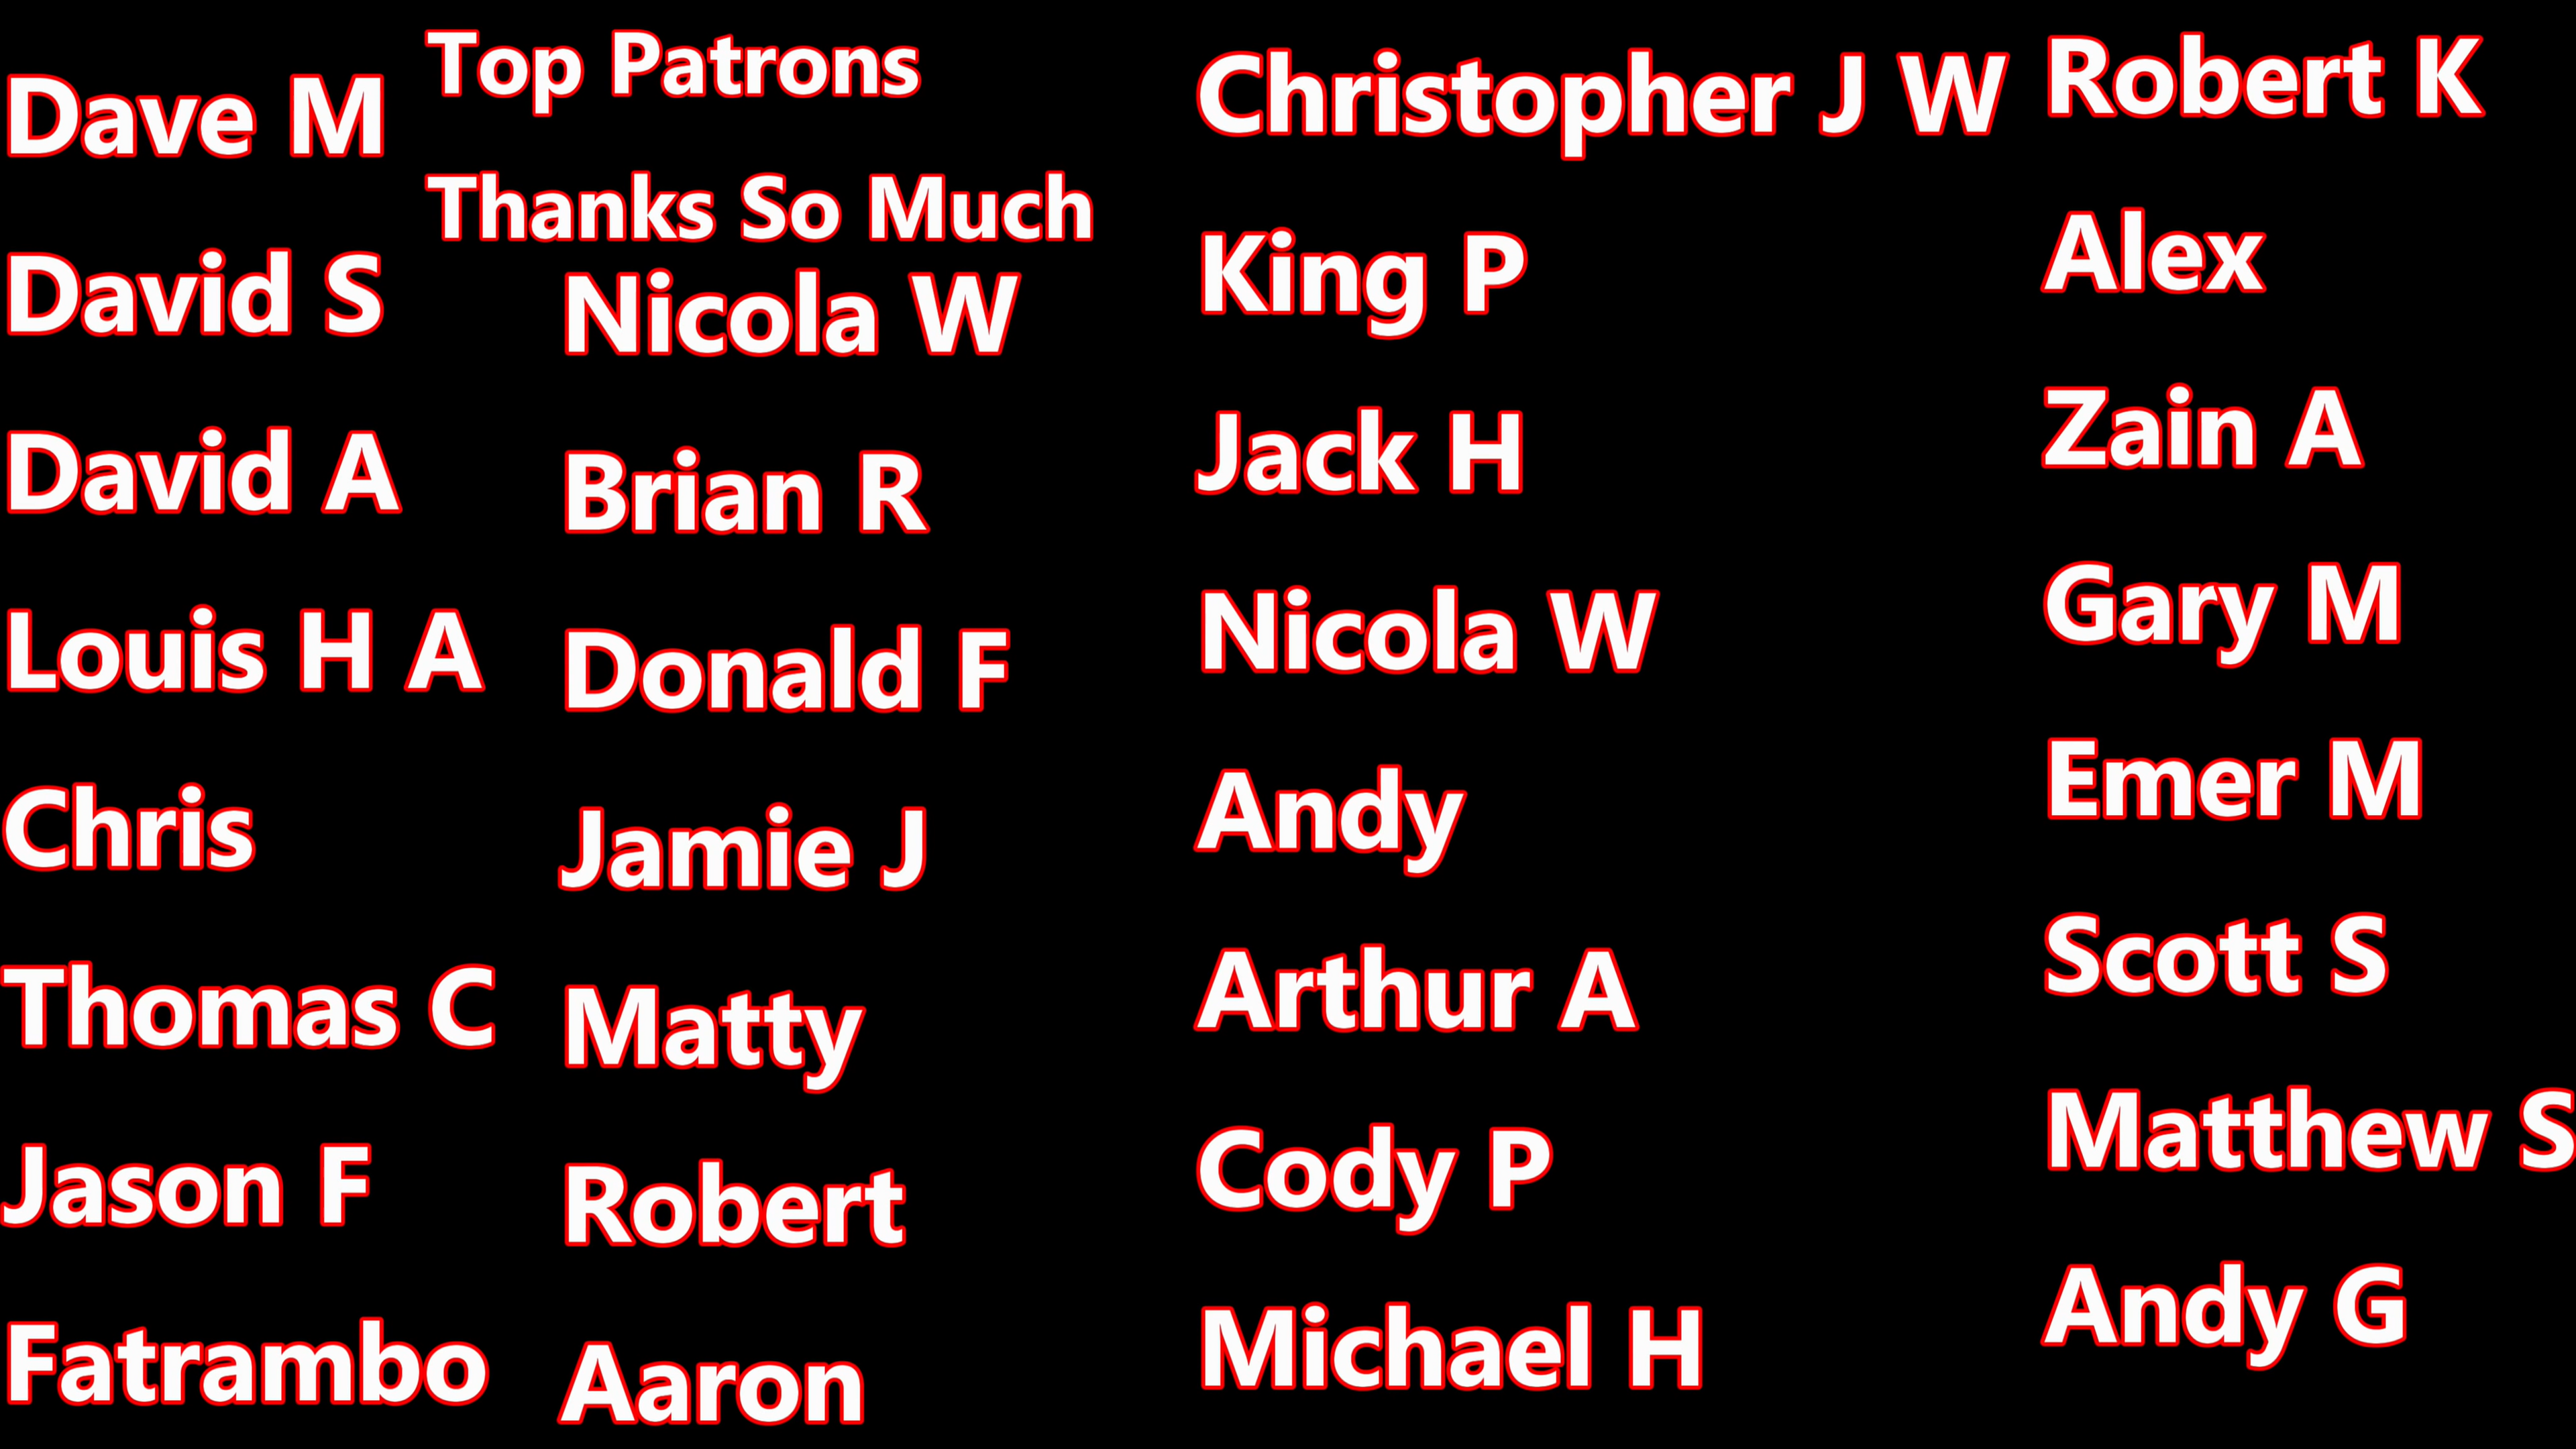 Top Patrons
Thanks So Much
Dave M
David S
David A
Louis H A
Chris
Thomas C
Jason F
Fatrambo
Nicola W
Brian R
Donald F
Jamie J
Matty
Robert
Aaron
Christopher J W
King P
Jack H
Nicola W
Andy
Arthur A
Cody P
Michael H
Robert K
Alex
Zain A
Gary M
Emer M
Scott S
Matthew S
Andy G